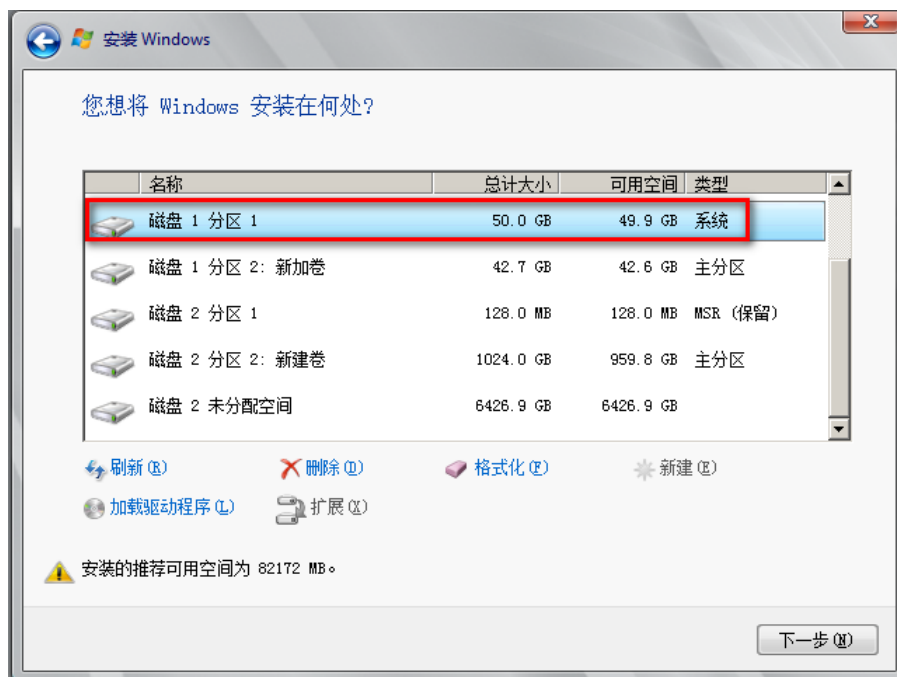 安装 Windows
您想将 Windows 安装在何处?
名称 总计大小 可用空间 类型
磁盘 1 分区 1 50.0 GB 49.9 GB 系统
磁盘 1 分区 2: 新加卷 42.7 GB 42.6 GB 主分区
磁盘 2 分区 1 128.0 MB 128.0 MB MSR (保留)
磁盘 2 分区 2: 新建卷 1024.0 GB 959.8 GB 主分区
磁盘 2 未分配空间 6426.9 GB 6426.9 GB
刷新(R) 删除(D) 格式化(F) 新建(E)
加载驱动程序(L) 扩展(X)
安装的推荐可用空间为 82172 MB。
下一步(N)